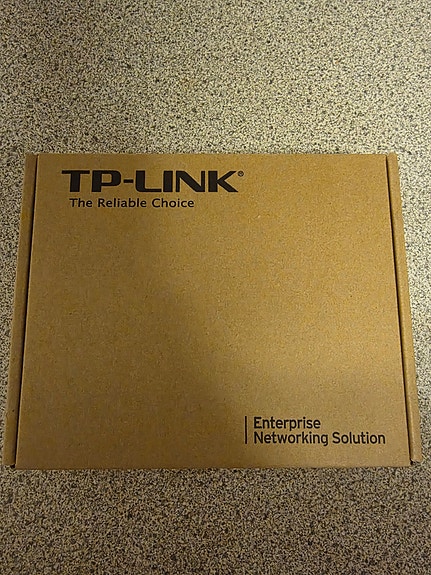 TP-LINK®
The Reliable Choice
Enterprise
Networking Solution